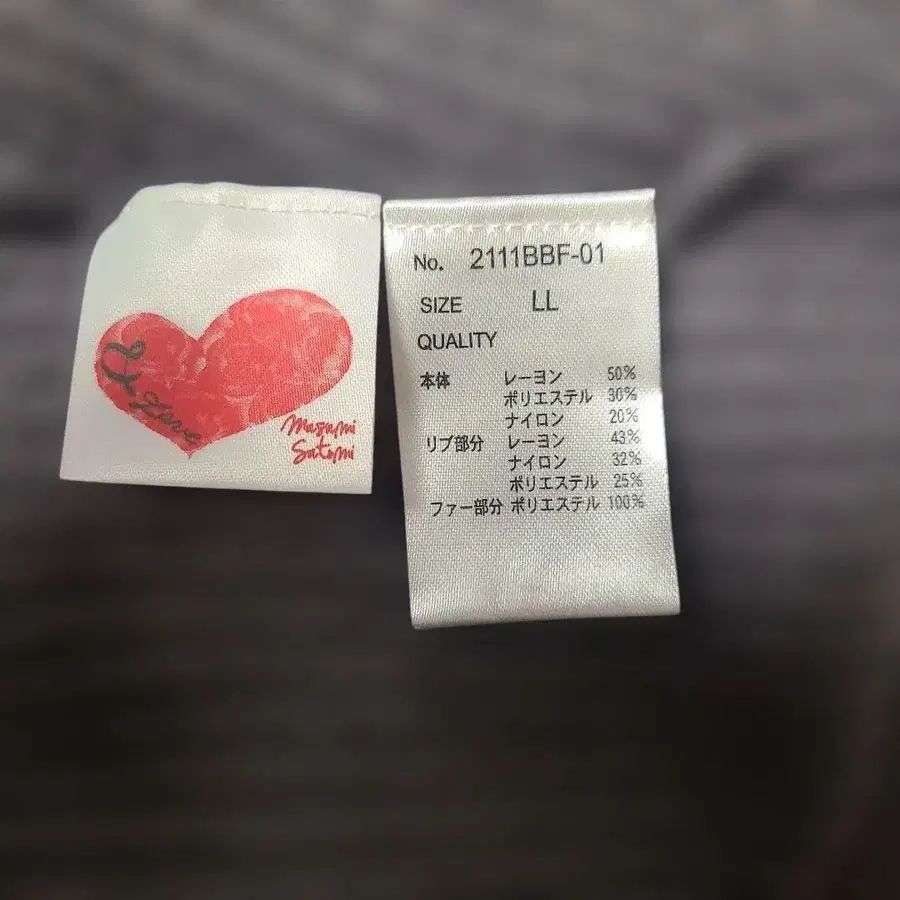 Love
Masami
Satomi
No. 2111BBF-01
SIZE LL
QUALITY
本体 レーヨン 50%
ポリエステル 30%
ナイロン 20%
リブ部分 レーヨン 43%
ナイロン 32%
ポリエステル 25%
ファー部分 ポリエステル 100%